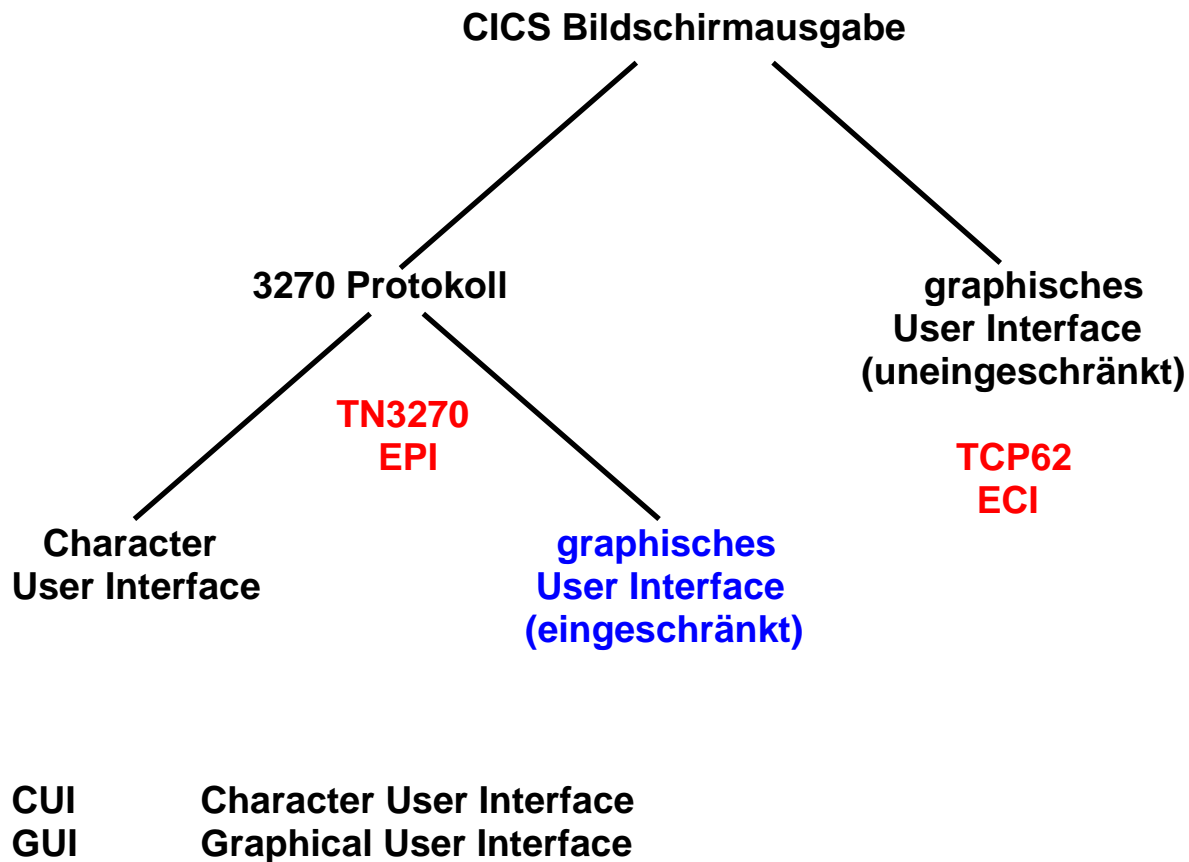 CICS Bildschirmausgabe
3270 Protokoll
graphisches
User Interface
(uneingeschränkt)
TN3270
EPI
TCP62
ECI
Character
User Interface
graphisches
User Interface
(eingeschränkt)
CUI Character User Interface
GUI Graphical User Interface